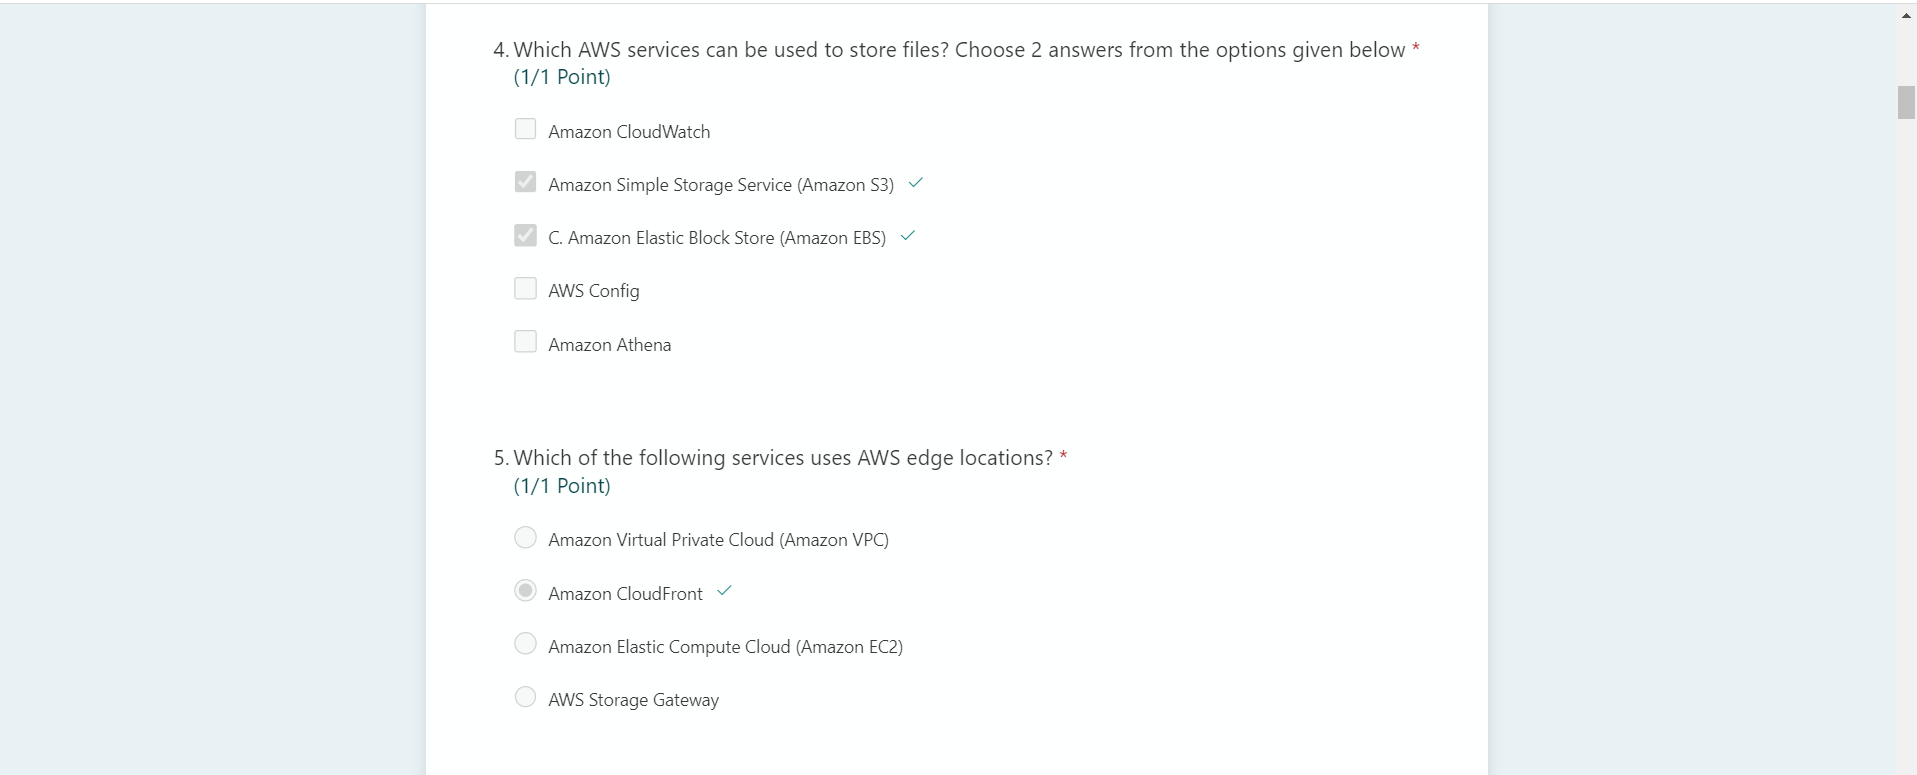 4. Which AWS services can be used to store files? Choose 2 answers from the options given below *
(1/1 Point)
Amazon CloudWatch
Amazon Simple Storage Service (Amazon S3)
C. Amazon Elastic Block Store (Amazon EBS)
AWS Config
Amazon Athena
5. Which of the following services uses AWS edge locations? *
(1/1 Point)
Amazon Virtual Private Cloud (Amazon VPC)
Amazon CloudFront
Amazon Elastic Compute Cloud (Amazon EC2)
AWS Storage Gateway